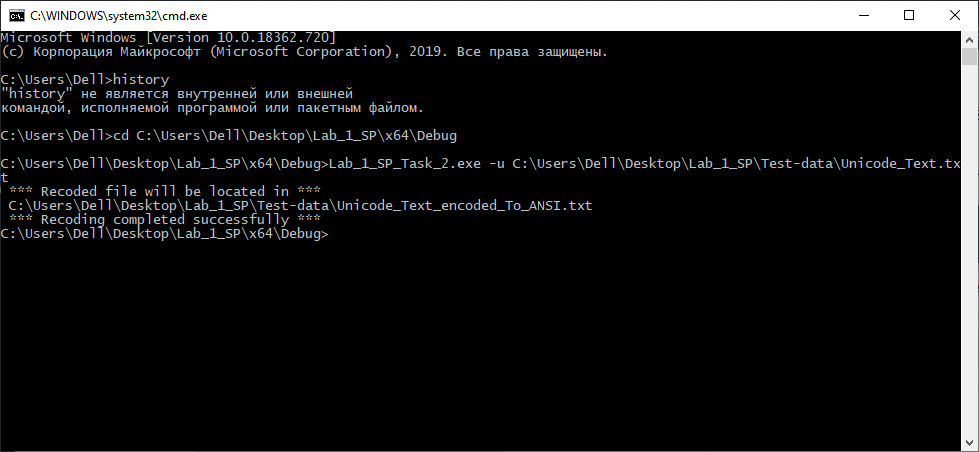 C:\WINDOWS\system32\cmd.exe
Microsoft Windows [Version 10.0.18362.720]
(c) Корпорация Майкрософт (Microsoft Corporation), 2019. Все права защищены.
C:\Users\Dell>history
"history" не является внутренней или внешней
командой, исполняемой программой или пакетным файлом.
C:\Users\Dell>cd C:\Users\Dell\Desktop\Lab_1_SP\x64\Debug
C:\Users\Dell\Desktop\Lab_1_SP\x64\Debug>Lab_1_SP_Task_2.exe -u C:\Users\Dell\Desktop\Lab_1_SP\Test-data\Unicode_Text.tx
t
*** Recoded file will be located in ***
C:\Users\Dell\Desktop\Lab_1_SP\Test-data\Unicode_Text_encoded_To_ANSI.txt
*** Recoding completed successfully ***
C:\Users\Dell\Desktop\Lab_1_SP\x64\Debug>